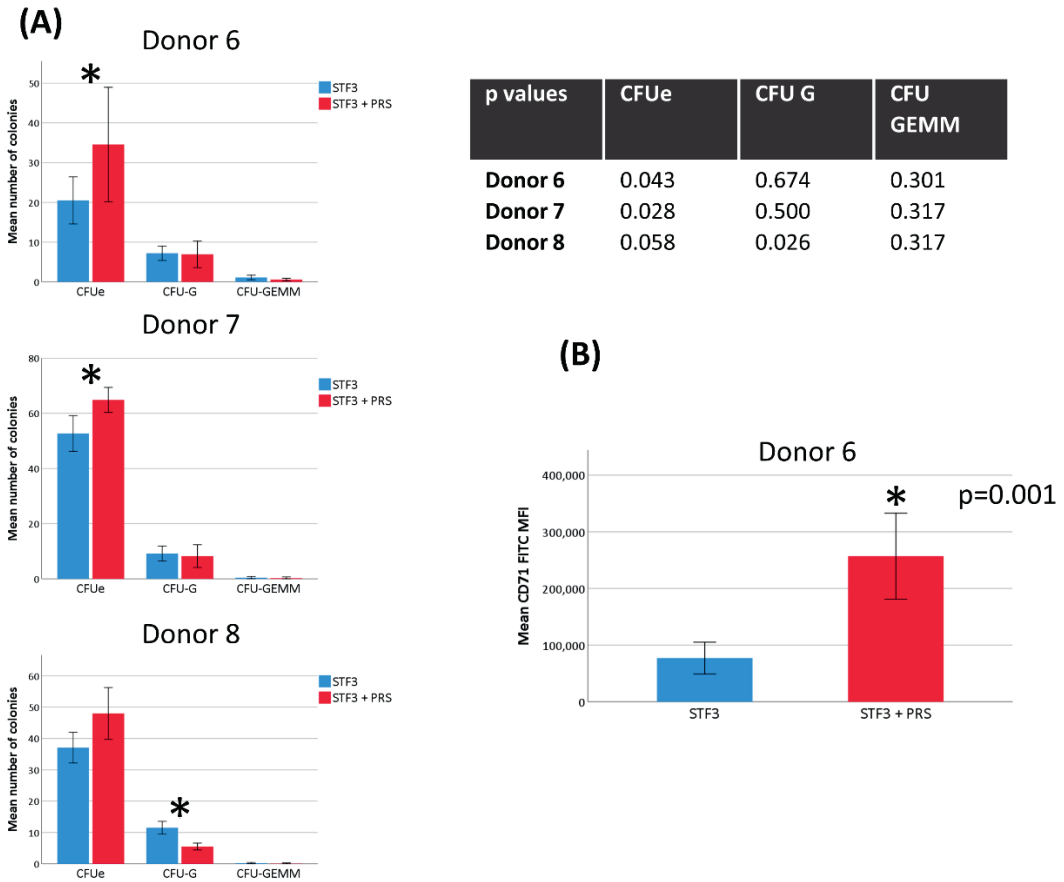 (A)
Donor 6
Mean number of colonies
50
40
30
20
10
0
*
STF3
STF3 + PRS
CFUe CFU-G CFU-GEMM
p values CFUe CFU G CFU
GEMM
Donor 6 0.043 0.674 0.301
Donor 7 0.028 0.500 0.317
Donor 8 0.058 0.026 0.317
Donor 7
Mean number of colonies
80
60
40
20
0
*
STF3
STF3 + PRS
CFUe CFU-G CFU-GEMM
Donor 8
Mean number of colonies
60
50
40
30
20
10
0
*
STF3
STF3 + PRS
CFUe CFU-G CFU-GEMM
(B)
Donor 6
Mean CD71 FITC MFI
400,000
300,000
200,000
100,000
0
*
p=0.001
STF3 STF3 + PRS